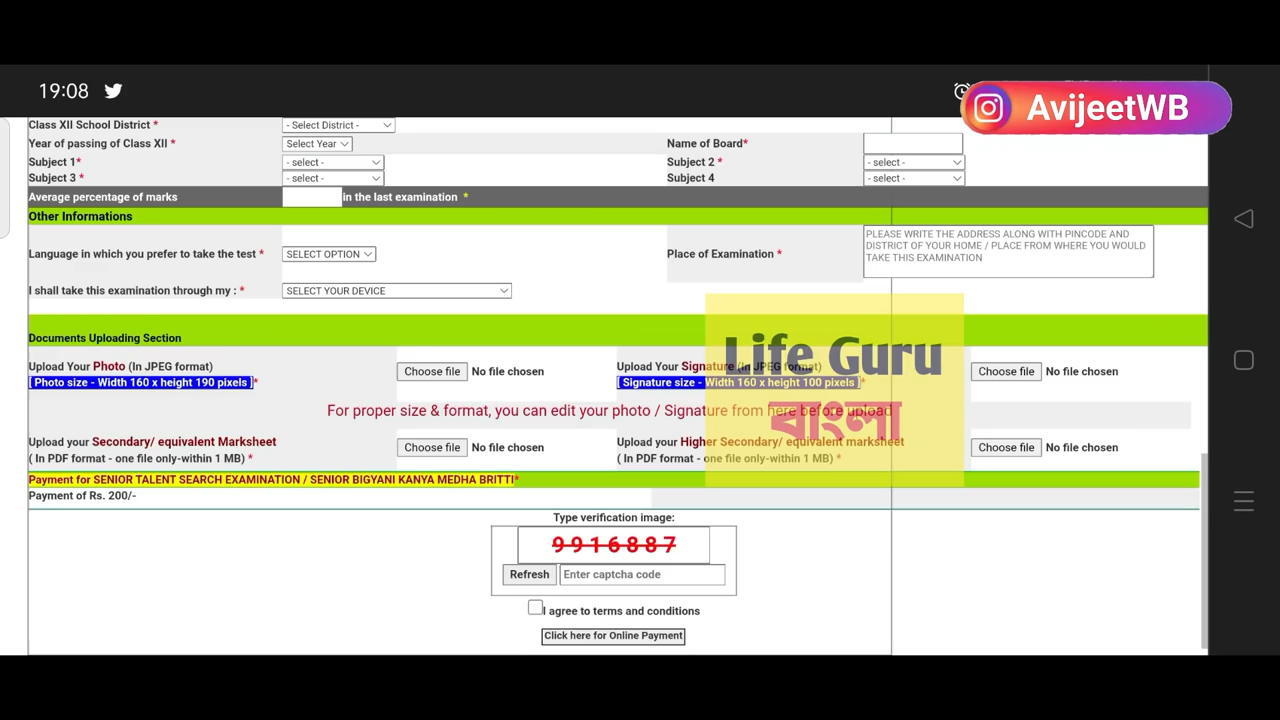 19:08
AvijeetWB
Class XII School District * - Select District -
Year of passing of Class XII * Select Year Name of Board*
Subject 1* - select - Subject 2 * - select -
Subject 3 * - select - Subject 4 - select -
Average percentage of marks in the last examination *
Other Informations
Language in which you prefer to take the test * SELECT OPTION Place of Examination *
PLEASE WRITE THE ADDRESS ALONG WITH PINCODE AND
DISTRICT OF YOUR HOME / PLACE FROM WHERE YOU WOULD
TAKE THIS EXAMINATION
I shall take this examination through my : * SELECT YOUR DEVICE
Documents Uploading Section
Upload Your Photo (In JPEG format) Choose file No file chosen Upload Your Signature (In JPEG format) Choose file No file chosen
[ Photo size - Width 160 x height 190 pixels ]* [ Signature size - Width 160 x height 100 pixels ]*
Life Guru
বাংলা
For proper size & format, you can edit your photo / Signature from here before upload
Upload your Secondary/ equivalent Marksheet Choose file No file chosen Upload your Higher Secondary/ equivalent marksheet Choose file No file chosen
( In PDF format - one file only-within 1 MB) * ( In PDF format - one file only-within 1 MB) *
Payment for SENIOR TALENT SEARCH EXAMINATION / SENIOR BIGYANI KANYA MEDHA BRITTI*
Payment of Rs. 200/-
Type verification image:
9916887
Refresh Enter captcha code
I agree to terms and conditions
Click here for Online Payment